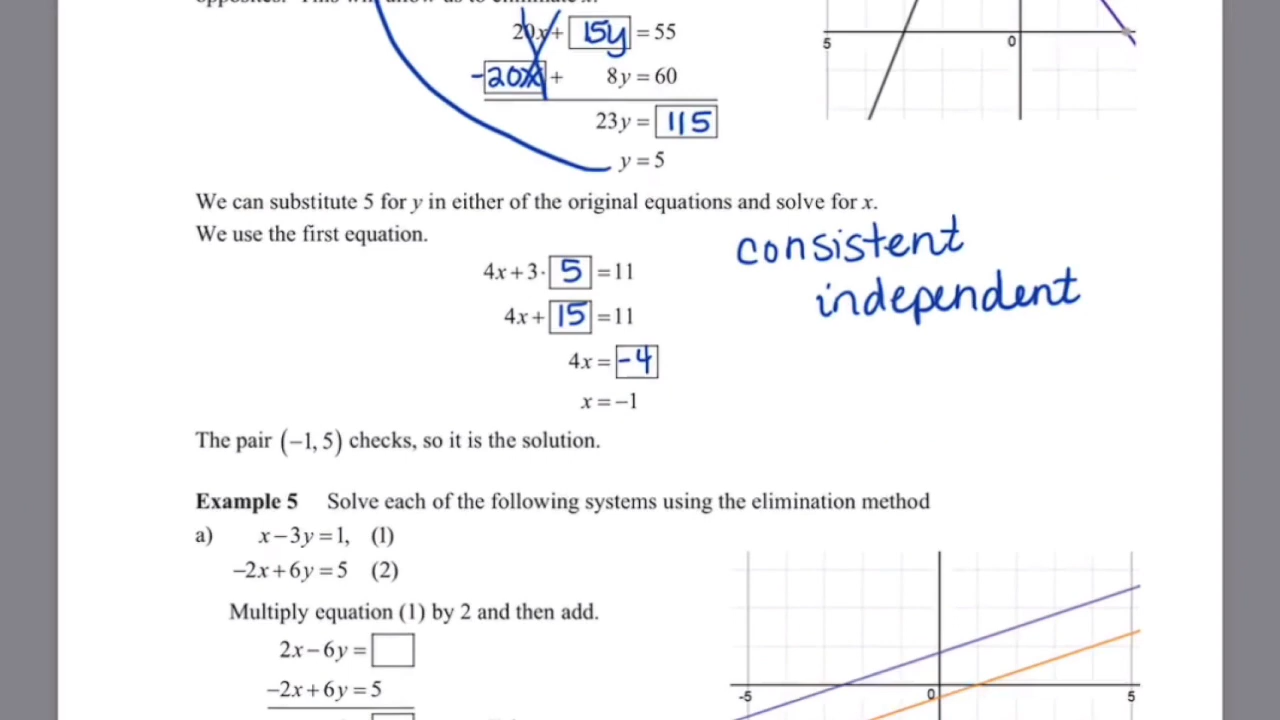 20x + 15y = 55
-20x + 8y = 60
23y = 115
y = 5
5
0
We can substitute 5 for y in either of the original equations and solve for x.
We use the first equation.
4x + 3 · 5 = 11
4x + 15 = 11
4x = -4
x = −1
consistent
independent
The pair (−1, 5) checks, so it is the solution.
Example 5 Solve each of the following systems using the elimination method
a) x − 3y = 1, (1)
−2x + 6y = 5 (2)
Multiply equation (1) by 2 and then add.
2x − 6y =
−2x + 6y = 5
-5
0
5